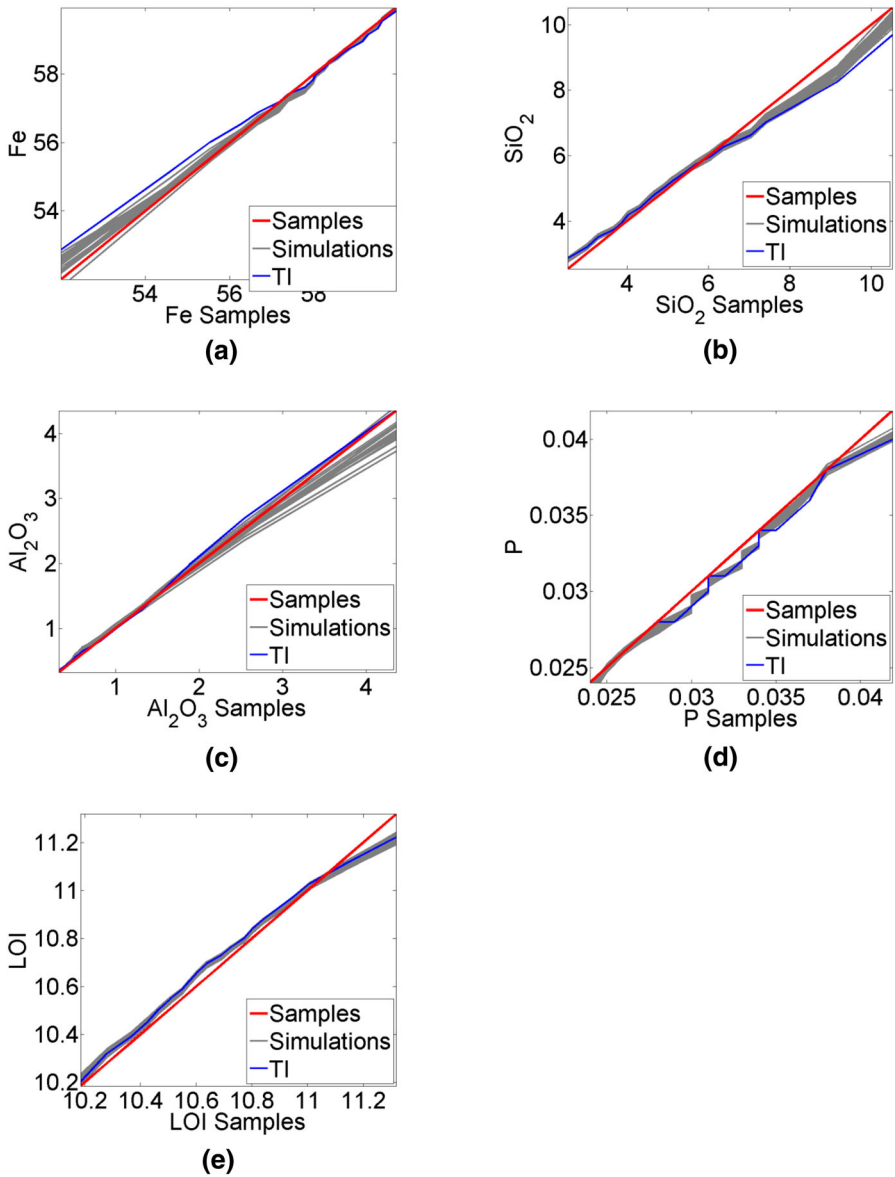 58
56
54
Fe
Samples
Simulations
TI
54 56 58
Fe Samples
(a)
10
8
6
4
SiO2
Samples
Simulations
TI
4 6 8 10
SiO2 Samples
(b)
4
3
2
1
Al2O3
Samples
Simulations
TI
1 2 3 4
Al2O3 Samples
(c)
0.04
0.035
0.03
0.025
P
Samples
Simulations
TI
0.025 0.03 0.035 0.04
P Samples
(d)
11.2
11
10.8
10.6
10.4
10.2
LOI
Samples
Simulations
TI
10.2 10.4 10.6 10.8 11 11.2
LOI Samples
(e)